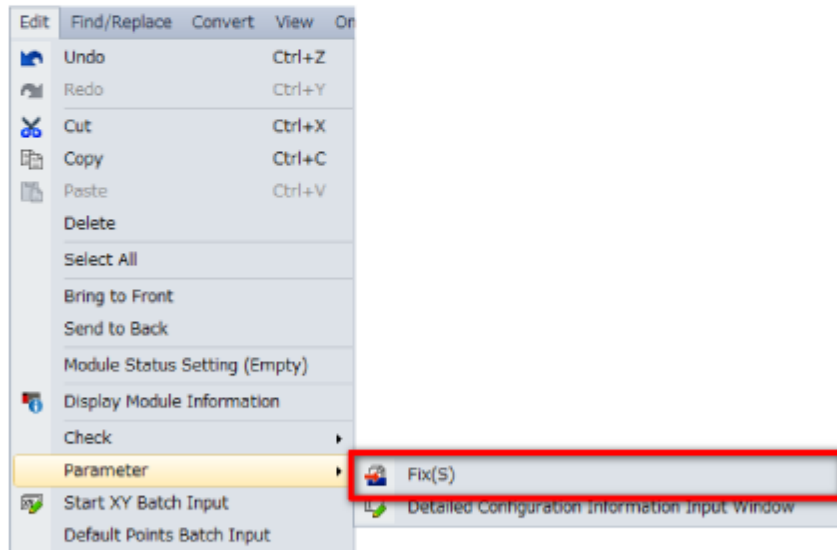 Edit Find/Replace Convert View On
Undo Ctrl+Z
Redo Ctrl+Y
Cut Ctrl+X
Copy Ctrl+C
Paste Ctrl+V
Delete
Select All
Bring to Front
Send to Back
Module Status Setting (Empty)
Display Module Information
Check
Parameter
Fix(S)
Start XY Batch Input
Detailed Configuration Information Input Window
Default Points Batch Input